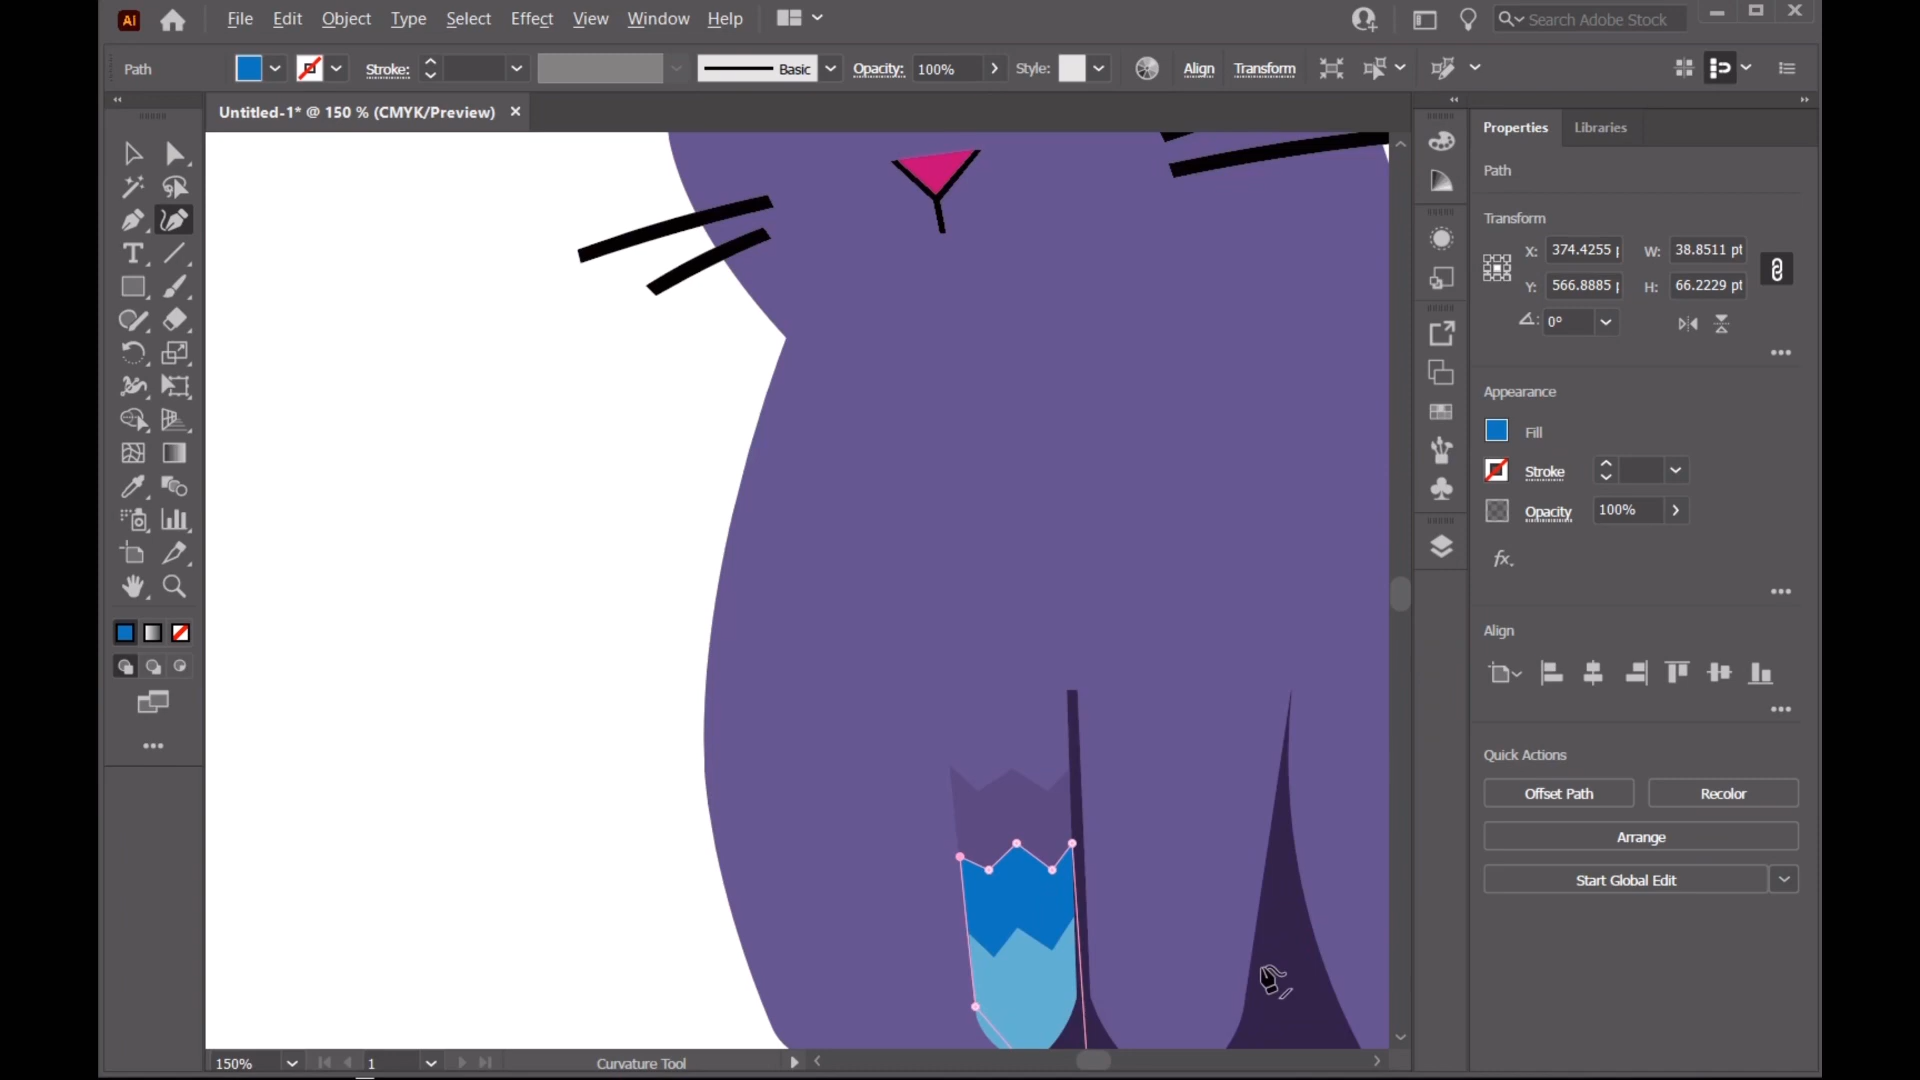 Ai File Edit Object Type Select Effect View Window Help Search Adobe Stock
Path Stroke: Basic Opacity: 100% Style: Align Transform
Untitled-1* @ 150 % (CMYK/Preview)
Properties Libraries
Path
Transform
X: 374.4255 p W: 38.8511 pt
Y: 566.8885 p H: 66.2229 pt
0°
Appearance
Fill
Stroke
Opacity 100%
fx.
Align
Quick Actions
Offset Path Recolor
Arrange
Start Global Edit
150% 1 Curvature Tool